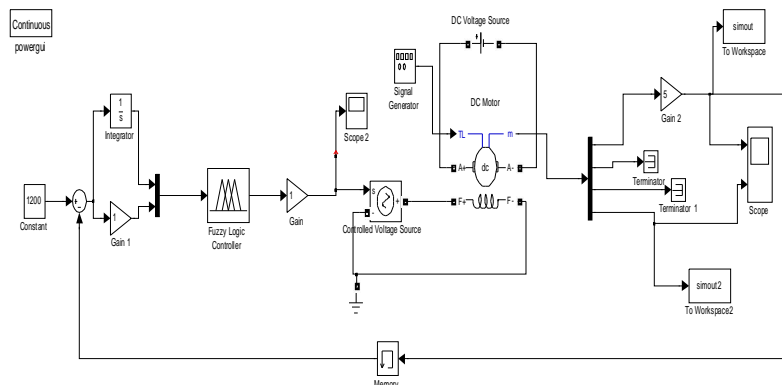 Continuous
powergui
1
s
Integrator
1200
Constant
+
-
1
Gain 1
Fuzzy Logic
Controller
1
Gain
Scope 2
s
+
-
Controlled Voltage Source
Signal
Generator
DC Voltage Source
DC Motor
TL
m
A+
dc
A-
F+
F-
5
Gain 2
Terminator
Terminator 1
simout
To Workspace
Scope
simout2
To Workspace2
Memory